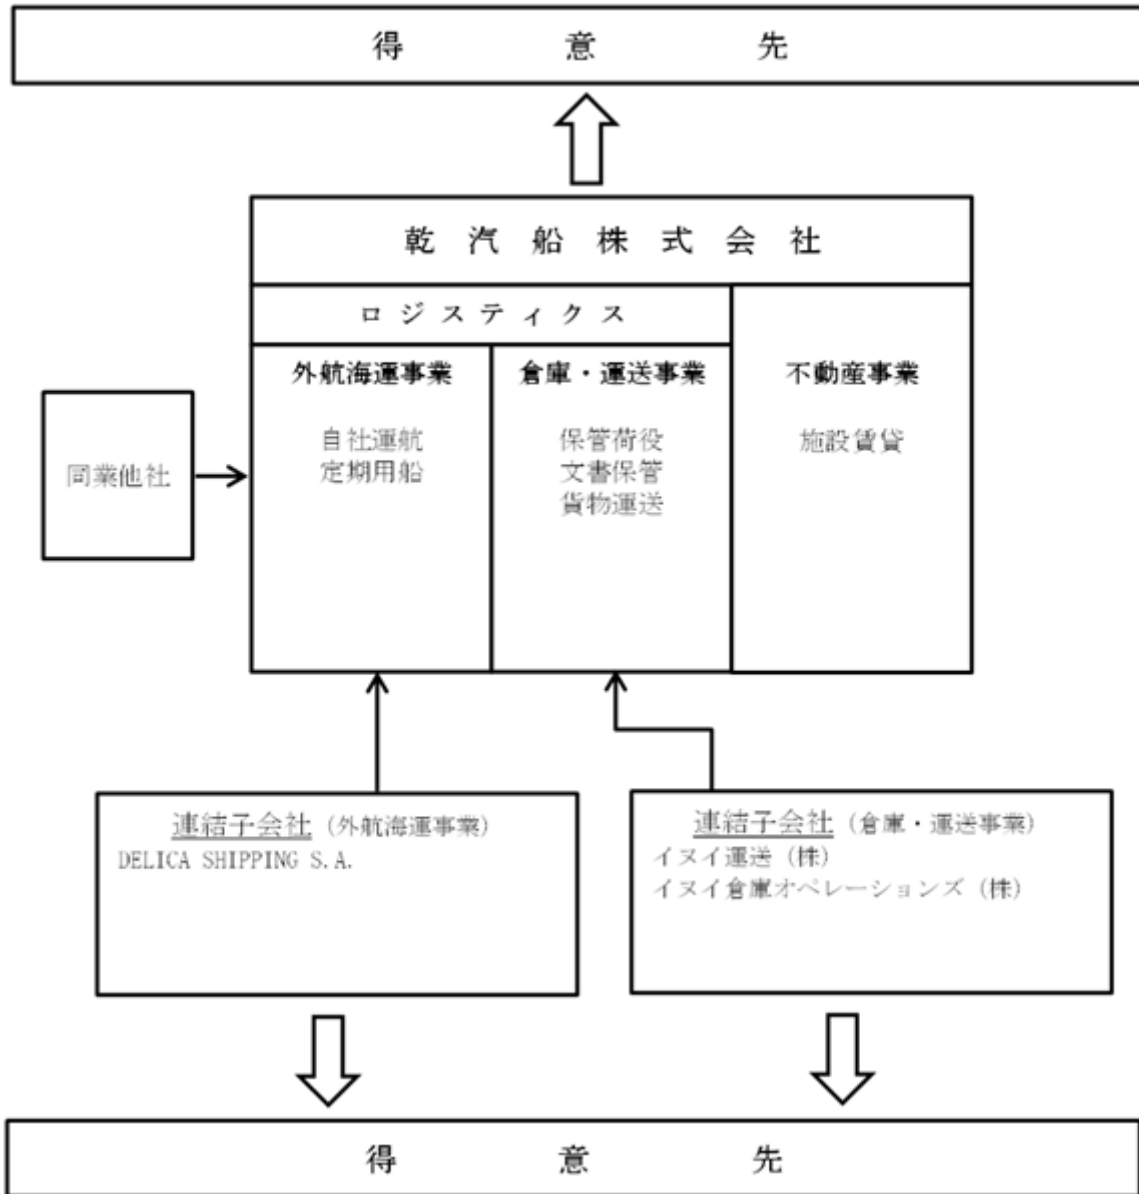 得意先
乾汽船株式会社
ロジスティクス
外航海運事業
自社運航
定期用船
倉庫・運送事業
保管荷役
文書保管
貨物運送
不動産事業
施設賃貸
同業他社
連結子会社（外航海運事業）
DELICA SHIPPING S.A.
連結子会社（倉庫・運送事業）
イヌイ運送（株）
イヌイ倉庫オペレーションズ（株）
得意先